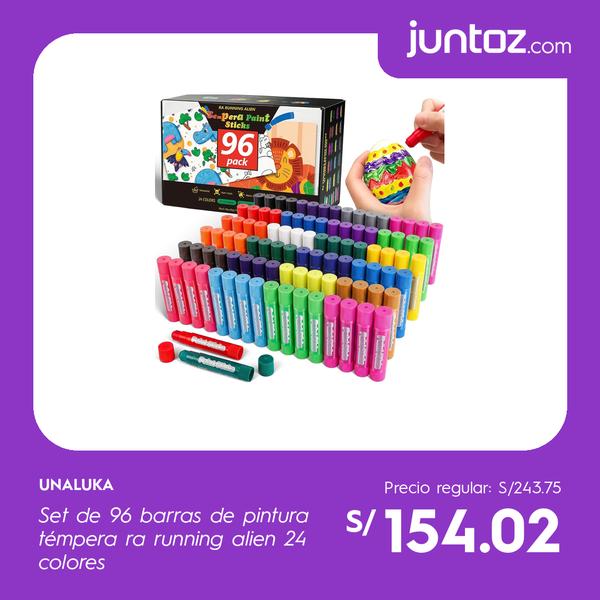 juntoz.com
RA RUNNING ALIEN
Tempera Paint
Sticks
96
pack
24 COLORS
UNALUKA
Precio regular: S/243.75
Set de 96 barras de pintura
témpera ra running alien 24
colores
S/ 154.02